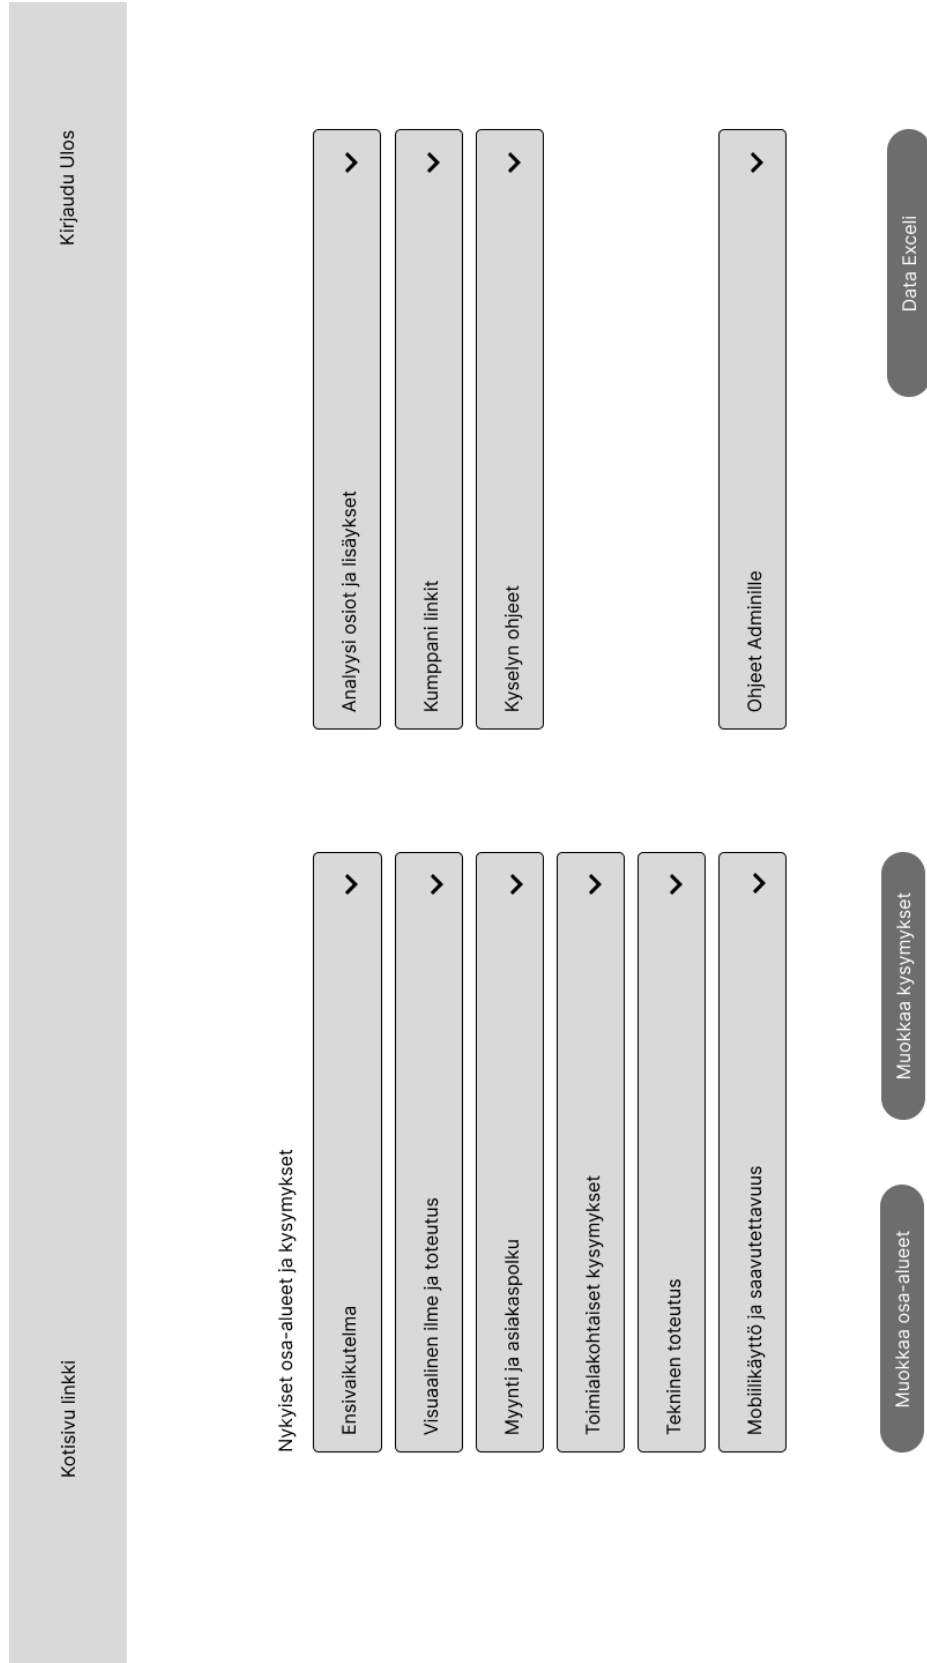 Kotisivu linkki
Kirjaudu Ulos
Nykyiset osa-alueet ja kysymykset
Ensivaikutelma
Visuaalinen ilme ja toteutus
Myynti ja asiakaspolku
Toimialakohtaiset kysymykset
Tekninen toteutus
Mobiilikäyttö ja saavutettavuus
Analyysi osiot ja lisäykset
Kumppani linkit
Kyselyn ohjeet
Ohjeet Adminille
Muokkaa osa-alueet
Muokkaa kysymykset
Data Exceli